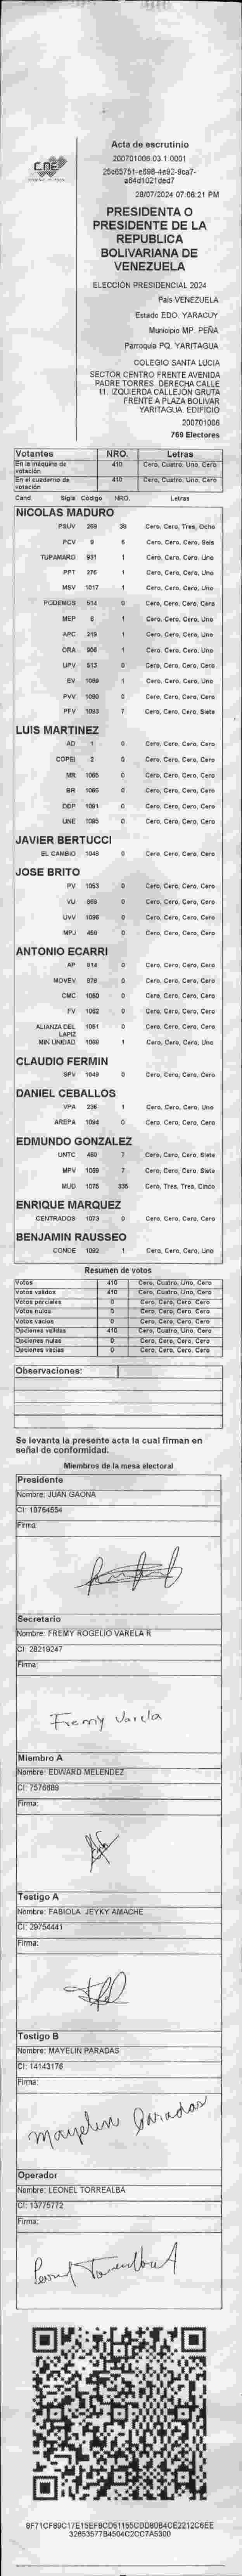 CNE
Acta de escrutinio
200701006.03.1.0001
28/07/2024 07:06:21 PM
PRESIDENTA O
PRESIDENTE DE LA
REPUBLICA
BOLIVARIANA DE
VENEZUELA
ELECCIÓN PRESIDENCIAL 2024
País VENEZUELA
Estado EDO. YARACUY
Municipio MP. PEÑA
Parroquia PQ. YARITAGUA
COLEGIO SANTA LUCIA
SECTOR CENTRO FRENTE AVENIDA
PADRE TORRES. DERECHA CALLE
11. IZQUIERDA CALLEJÓN GRUTA
FRENTE A PLAZA BOLIVAR
YARITAGUA. EDIFICIO
200701006
769 Electores
Votantes NRO. Letras
En la maquina de votación 410 Cero, Cuatro, Uno, Cero
En el cuaderno de votación 410 Cero, Cuatro, Uno, Cero
Cand. Sigla Código NRO. Letras
NICOLAS MADURO
PSUV 259 38 Cero, Cero, Tres, Ocho
PCV 9 6 Cero, Cero, Cero, Seis
TUPAMARO 931 1 Cero, Cero, Cero, Uno
PPT 276 1 Cero, Cero, Cero, Uno
MSV 1017 1 Cero, Cero, Cero, Uno
PODEMOS 514 0 Cero, Cero, Cero, Cero
MEP 6 1 Cero, Cero, Cero, Uno
APC 219 1 Cero, Cero, Cero, Uno
ORA 906 1 Cero, Cero, Cero, Uno
UPV 513 0 Cero, Cero, Cero, Cero
EV 1089 1 Cero, Cero, Cero, Uno
PVV 1090 0 Cero, Cero, Cero, Cero
PFV 1093 7 Cero, Cero, Cero, Siete
LUIS MARTINEZ
AD 1 0 Cero, Cero, Cero, Cero
COPEI 2 0 Cero, Cero, Cero, Cero
MR 1065 0 Cero, Cero, Cero, Cero
BR 1086 0 Cero, Cero, Cero, Cero
DDP 1091 0 Cero, Cero, Cero, Cero
UNE 1095 0 Cero, Cero, Cero, Cero
JAVIER BERTUCCI
EL CAMBIO 1048 0 Cero, Cero, Cero, Cero
JOSE BRITO
PV 1053 0 Cero, Cero, Cero, Cero
VU 969 0 Cero, Cero, Cero, Cero
UVV 1096 0 Cero, Cero, Cero, Cero
MPJ 459 0 Cero, Cero, Cero, Cero
ANTONIO ECARRI
AP 914 0 Cero, Cero, Cero, Cero
MOVEV 878 0 Cero, Cero, Cero, Cero
CMC 1050 0 Cero, Cero, Cero, Cero
FV 1062 0 Cero, Cero, Cero, Cero
ALIANZA DEL LAPIZ 1061 0 Cero, Cero, Cero, Cero
MIN UNIDAD 1068 1 Cero, Cero, Cero, Uno
CLAUDIO FERMIN
SPV 1049 0 Cero, Cero, Cero, Cero
DANIEL CEBALLOS
VPA 236 1 Cero, Cero, Cero, Uno
AREPA 1094 0 Cero, Cero, Cero, Cero
EDMUNDO GONZALEZ
UNTC 460 7 Cero, Cero, Cero, Siete
MPV 1059 7 Cero, Cero, Cero, Siete
MUD 1075 335 Cero, Tres, Tres, Cinco
ENRIQUE MARQUEZ
CENTRADOS 1073 0 Cero, Cero, Cero, Cero
BENJAMIN RAUSSEO
CONDE 1092 1 Cero, Cero, Cero, Uno
Resumen de votos
Votos 410 Cero, Cuatro, Uno, Cero
Votos validos 410 Cero, Cuatro, Uno, Cero
Votos parciales 0 Cero, Cero, Cero, Cero
Votos nulos 0 Cero, Cero, Cero, Cero
Votos vacios 0 Cero, Cero, Cero, Cero
Opciones validas 410 Cero, Cuatro, Uno, Cero
Opciones nulas 0 Cero, Cero, Cero, Cero
Opciones vacias 0 Cero, Cero, Cero, Cero
Observaciones:
Se levanta la presente acta la cual firman en
señal de conformidad.
Miembros de la mesa electoral
Presidente
Nombre: JUAN GAONA
CI: 10764554
Firma:
Secretario
Nombre: FREMY ROGELIO VARELA R
CI: 28219247
Firma:
Fremy Varela
Miembro A
Nombre: EDWARD MELENDEZ
CI: 7576689
Firma:
Testigo A
Nombre: FABIOLA JEYKY AMACHE
CI: 29754441
Firma:
Testigo B
Nombre: MAYELIN PARADAS
CI: 14143176
Firma:
Mayelin Paradas
Operador
Nombre: LEONEL TORREALBA
CI: 13775772
Firma:
Leonel Torrealba